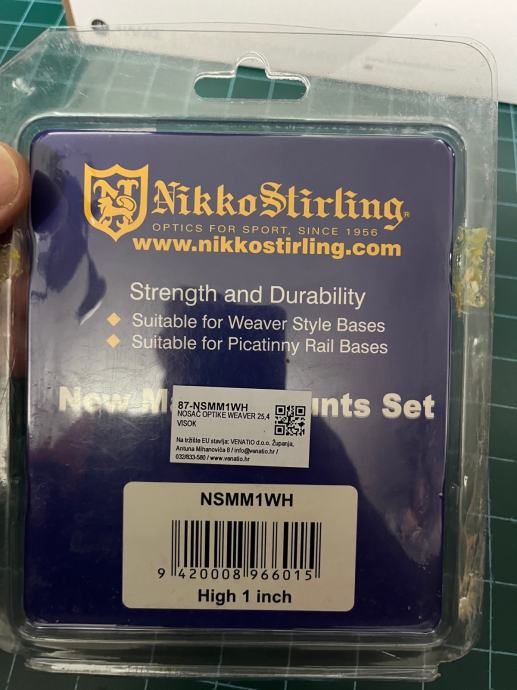 NikkoStirling®
OPTICS FOR SPORT, SINCE 1956
www.nikkostirling.com
Strength and Durability
Suitable for Weaver Style Bases
Suitable for Picatinny Rail Bases
New M unts Set
87-NSMM1WH
NOSAČ OPTIKE WEAVER 25,4
VISOK
Na tržište EU stavlja: VENATIO d.o.o. Županja,
Antuna Mihanovića 8 / info@venatio.hr /
032/833-580 / www.venatio.hr
NSMM1WH
9 420008 966015
High 1 inch